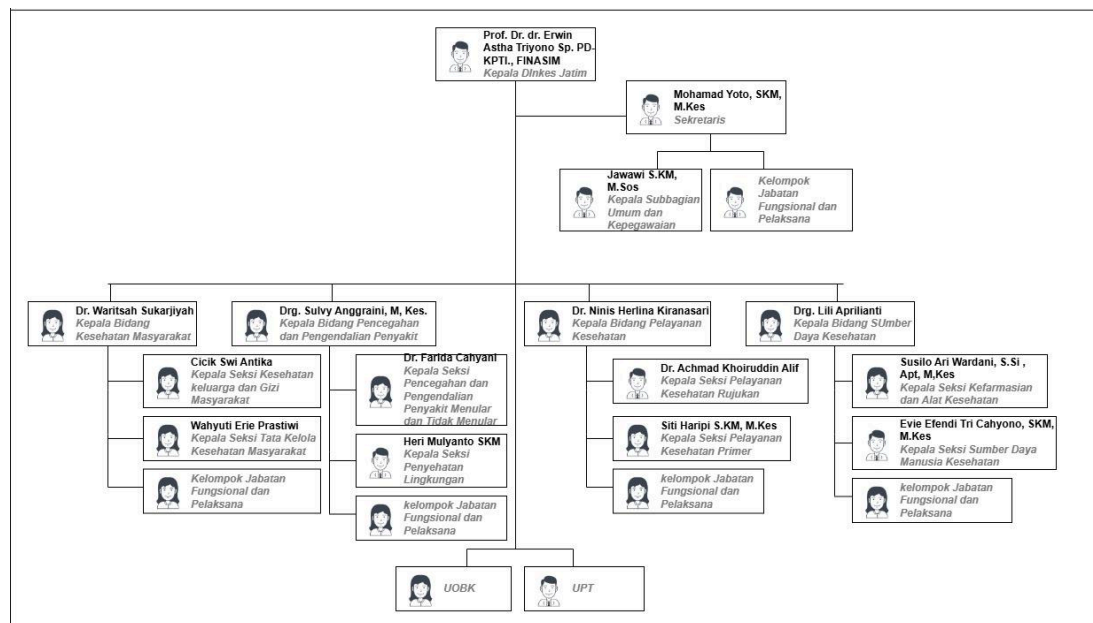 Prof. Dr. dr. Erwin
Astha Triyono Sp. PD-
KPTI., FINASIM
Kepala DInkes Jatim
Mohamad Yoto, SKM,
M.Kes
Sekretaris
Jawawi S.KM,
M.Sos
Kepala Subbagian
Umum dan
Kepegawaian
Kelompok
Jabatan
Fungsional dan
Pelaksana
Dr. Waritsah Sukarjiyah
Kepala Bidang
Kesehatan Masyarakat
Drg. Sulvy Anggraini, M, Kes.
Kepala Bidang Pencegahan
dan Pengendalian Penyakit
Dr. Ninis Herlina Kiranasari
Kepala Bidang Pelayanan
Kesehatan
Drg. Lili Aprilianti
Kepala Bidang SUmber
Daya Kesehatan
Cicik Swi Antika
Kepala Seksi Kesehatan
keluarga dan Gizi
Masyarakat
Wahyuti Erie Prastiwi
Kepala Seksi Tata Kelola
Kesehatan Masyarakat
Kelompok Jabatan
Fungsional dan
Pelaksana
Dr. Farida Cahyani
Kepala Seksi
Pencegahan dan
Pengendalian
Penyakit Menular
dan Tidak Menular
Heri Mulyanto SKM
Kepala Seksi
Penyehatan
Lingkungan
kelompok Jabatan
Fungsional dan
Pelaksana
Dr. Achmad Khoiruddin Alif
Kepala Seksi Pelayanan
Kesehatan Rujukan
Siti Haripi S.KM, M.Kes
Kepala Seksi Pelayanan
Kesehatan Primer
kelompok Jabatan
Fungsional dan
Pelaksana
Susilo Ari Wardani, S.Si ,
Apt, M,Kes
Kepala Seksi Kefarmasian
dan Alat Kesehatan
Evie Efendi Tri Cahyono, SKM,
M.Kes
Kepala Seksi Sumber Daya
Manusia Kesehatan
kelompok Jabatan
Fungsional dan
Pelaksana
UOBK
UPT